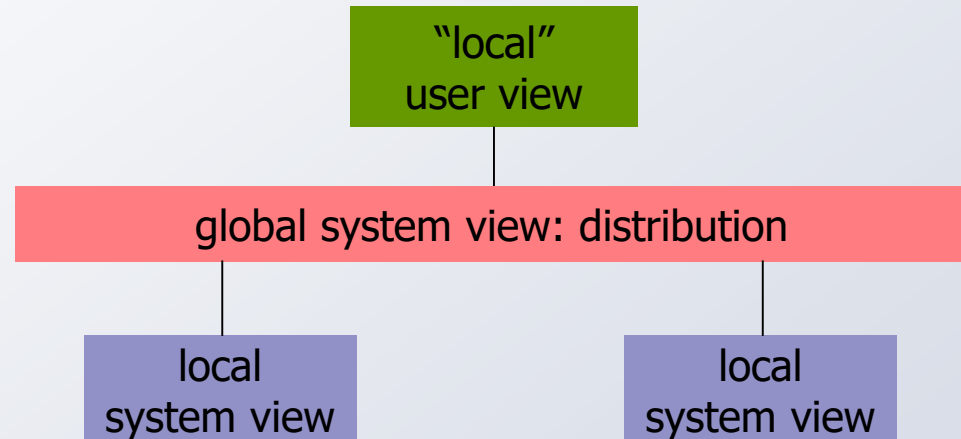 “local”
user view
global system view: distribution
local
system view
local
system view